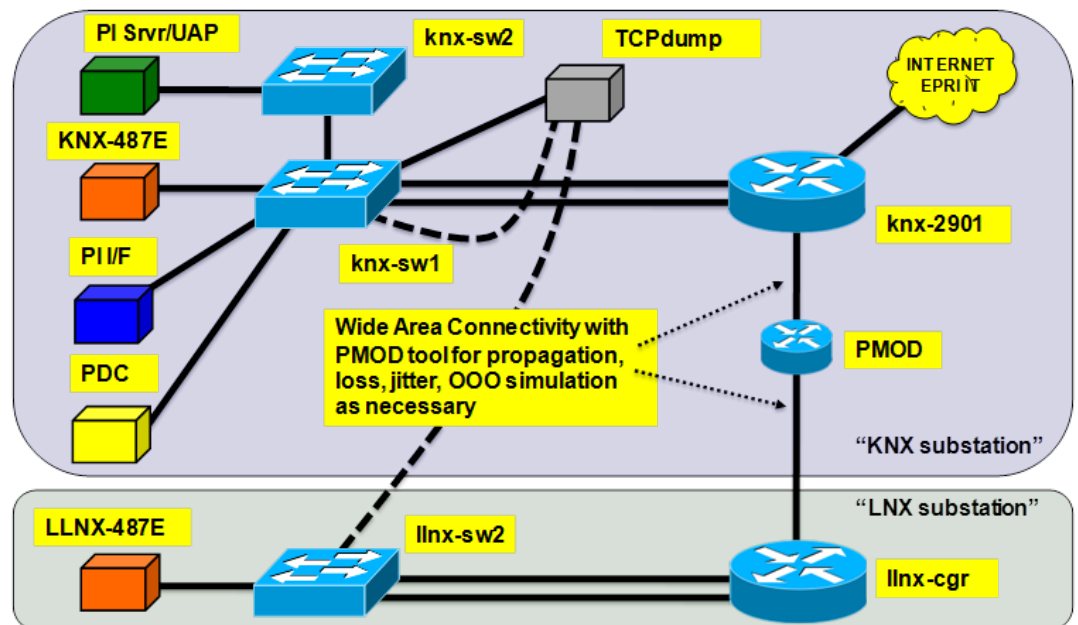 PI Srvr/UAP
knx-sw2
TCPdump
INTERNET
EPRI IT
KNX-487E
knx-2901
PI I/F
knx-sw1
Wide Area Connectivity with
PMOD tool for propagation,
loss, jitter, OOO simulation
as necessary
PMOD
PDC
“KNX substation”
“LNX substation”
LLNX-487E
llnx-sw2
llnx-cgr